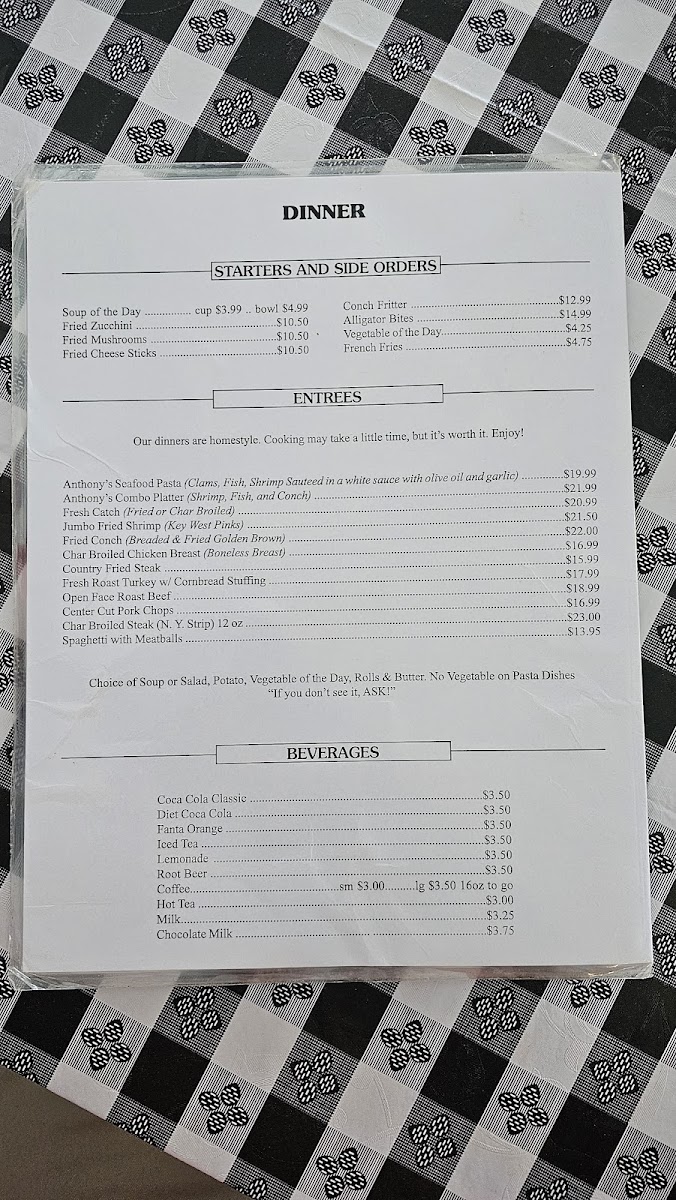 DINNER
STARTERS AND SIDE ORDERS
Soup of the Day ................ cup $3.99 .. bowl $4.99
Fried Zucchini ................................................$10.50
Fried Mushrooms ...........................................$10.50
Fried Cheese Sticks ........................................$10.50
Conch Fritter ..................................................$12.99
Alligator Bites .................................................$14.99
Vegetable of the Day..........................................$4.25
French Fries ......................................................$4.75
ENTREES
Our dinners are homestyle. Cooking may take a little time, but it's worth it. Enjoy!
Anthony's Seafood Pasta (Clams, Fish, Shrimp Sauteed in a white sauce with olive oil and garlic) ..............$19.99
Anthony's Combo Platter (Shrimp, Fish, and Conch) ................................................$21.99
Fresh Catch (Fried or Char Broiled) ................................................$20.99
Jumbo Fried Shrimp (Key West Pinks) ................................................$21.50
Fried Conch (Breaded & Fried Golden Brown) ................................................$22.00
Char Broiled Chicken Breast (Boneless Breast) ................................................$16.99
Country Fried Steak ................................................$15.99
Fresh Roast Turkey w/ Cornbread Stuffing ................................................$17.99
Open Face Roast Beef ................................................$18.99
Center Cut Pork Chops ................................................$16.99
Char Broiled Steak (N. Y. Strip) 12 oz ................................................$23.00
Spaghetti with Meatballs ................................................$13.95
Choice of Soup or Salad, Potato, Vegetable of the Day, Rolls & Butter. No Vegetable on Pasta Dishes
"If you don't see it, ASK!"
BEVERAGES
Coca Cola Classic ................................................$3.50
Diet Coca Cola ................................................$3.50
Fanta Orange ................................................$3.50
Iced Tea ................................................$3.50
Lemonade ................................................$3.50
Root Beer ................................................$3.50
Coffee................................................sm $3.00..........lg $3.50 16oz to go
Hot Tea ................................................$3.00
Milk................................................$3.25
Chocolate Milk ................................................$3.75